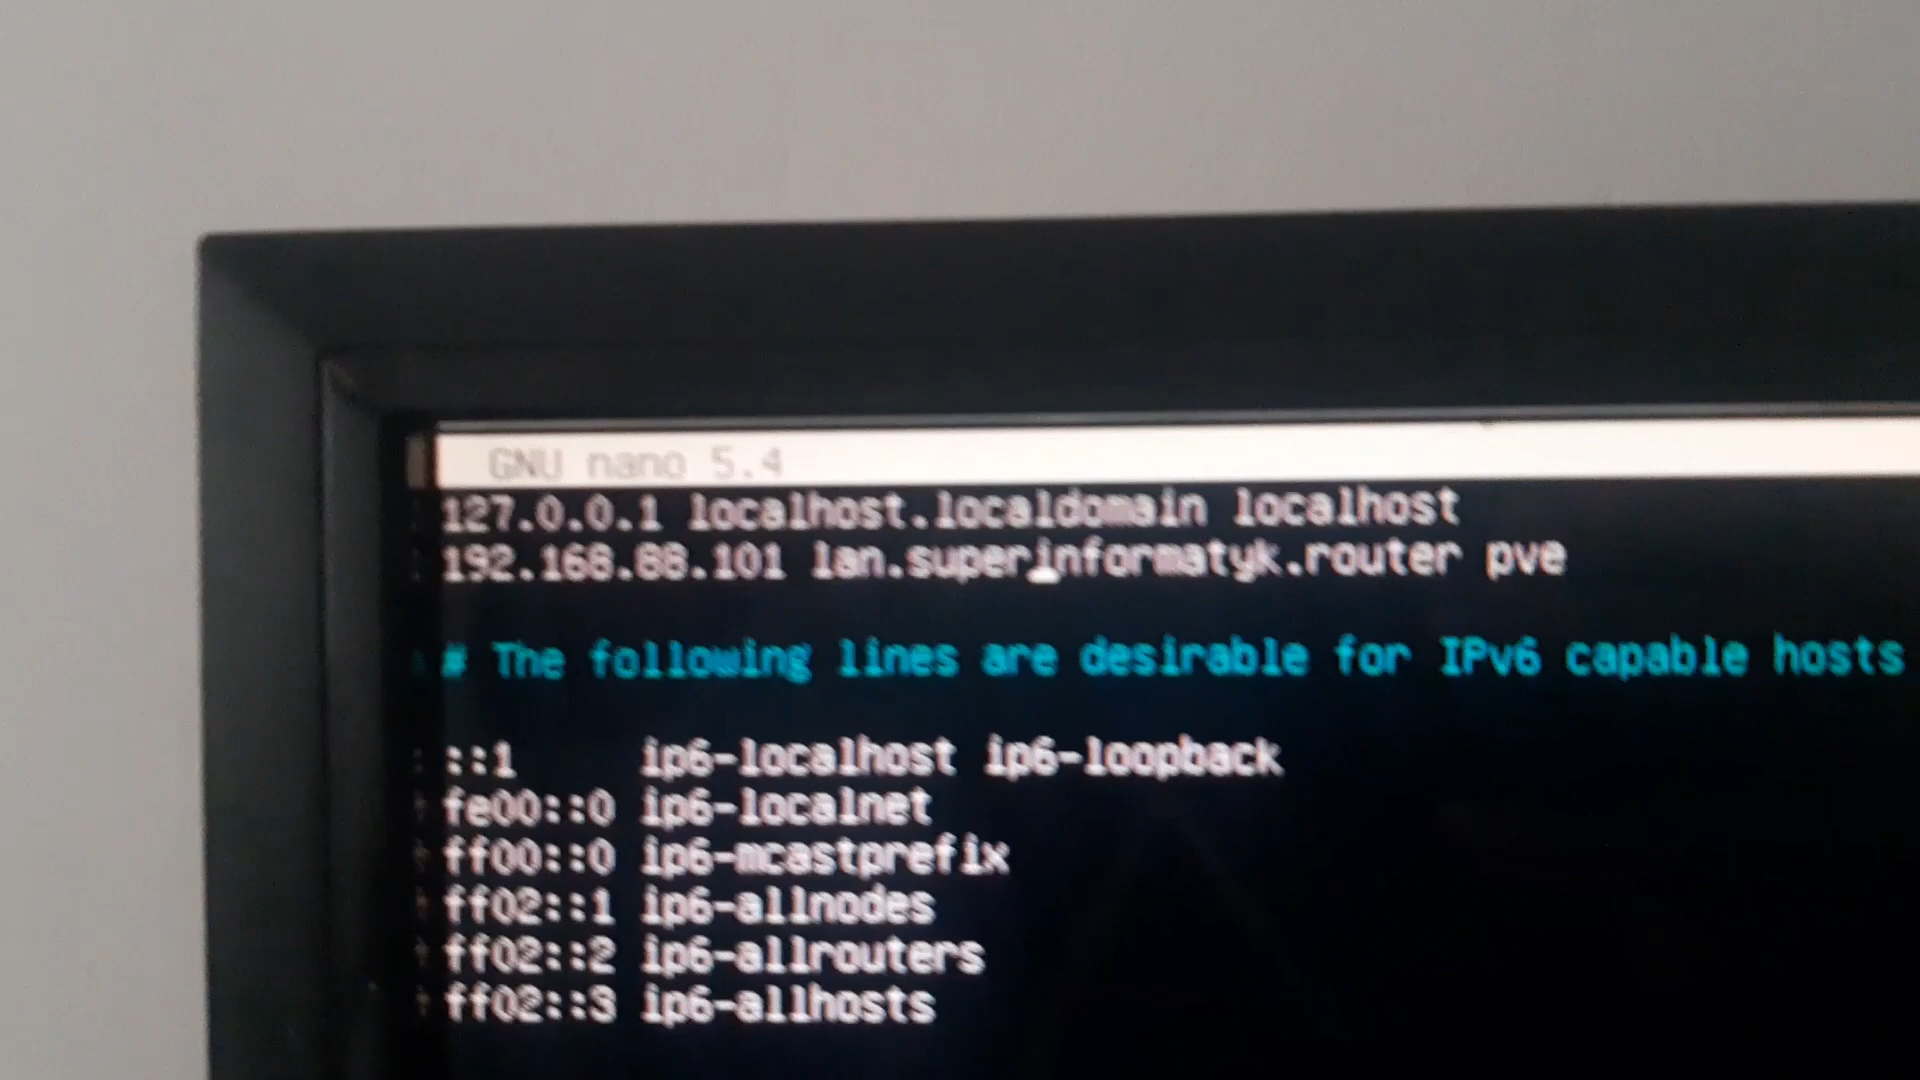 GNU nano 5.4
127.0.0.1 localhost.localdomain localhost
192.168.88.101 lan.superinformatyk.router pve
# The following lines are desirable for IPv6 capable hosts
::1 ip6-localhost ip6-loopback
fe00::0 ip6-localnet
ff00::0 ip6-mcastprefix
ff02::1 ip6-allnodes
ff02::2 ip6-allrouters
ff02::3 ip6-allhosts